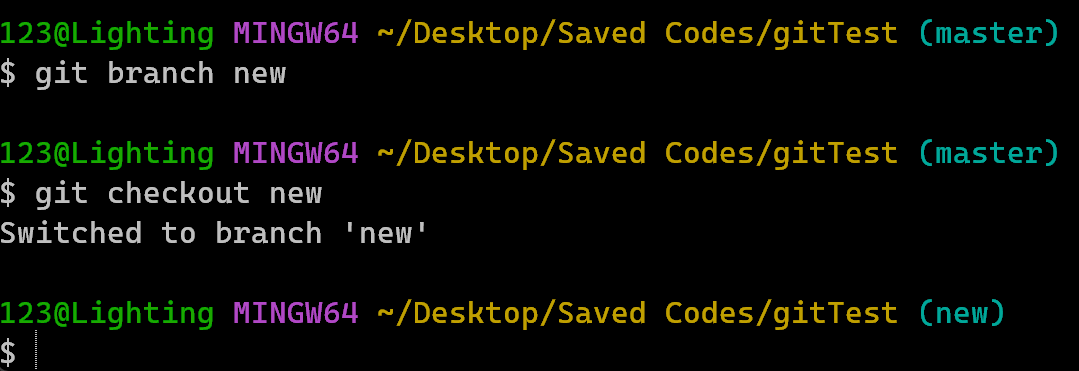 123@Lighting MINGW64 ~/Desktop/Saved Codes/gitTest (master)
$ git branch new
123@Lighting MINGW64 ~/Desktop/Saved Codes/gitTest (master)
$ git checkout new
Switched to branch 'new'
123@Lighting MINGW64 ~/Desktop/Saved Codes/gitTest (new)
$